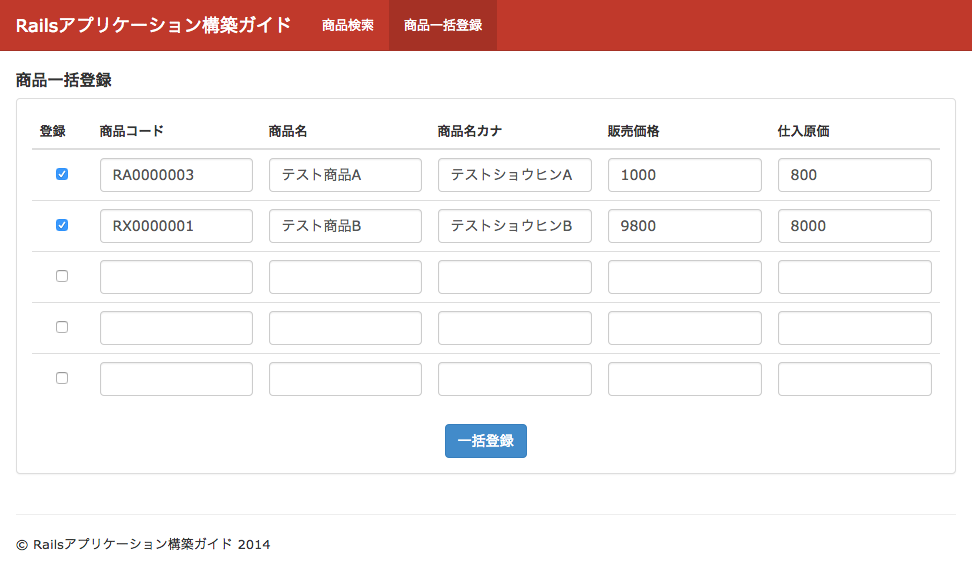 Railsアプリケーション構築ガイド 商品検索 商品一括登録
商品一括登録
登録 商品コード 商品名 商品名カナ 販売価格 仕入原価
RA0000003 テスト商品A テストショウヒンA 1000 800
RX0000001 テスト商品B テストショウヒンB 9800 8000
一括登録
© Railsアプリケーション構築ガイド 2014